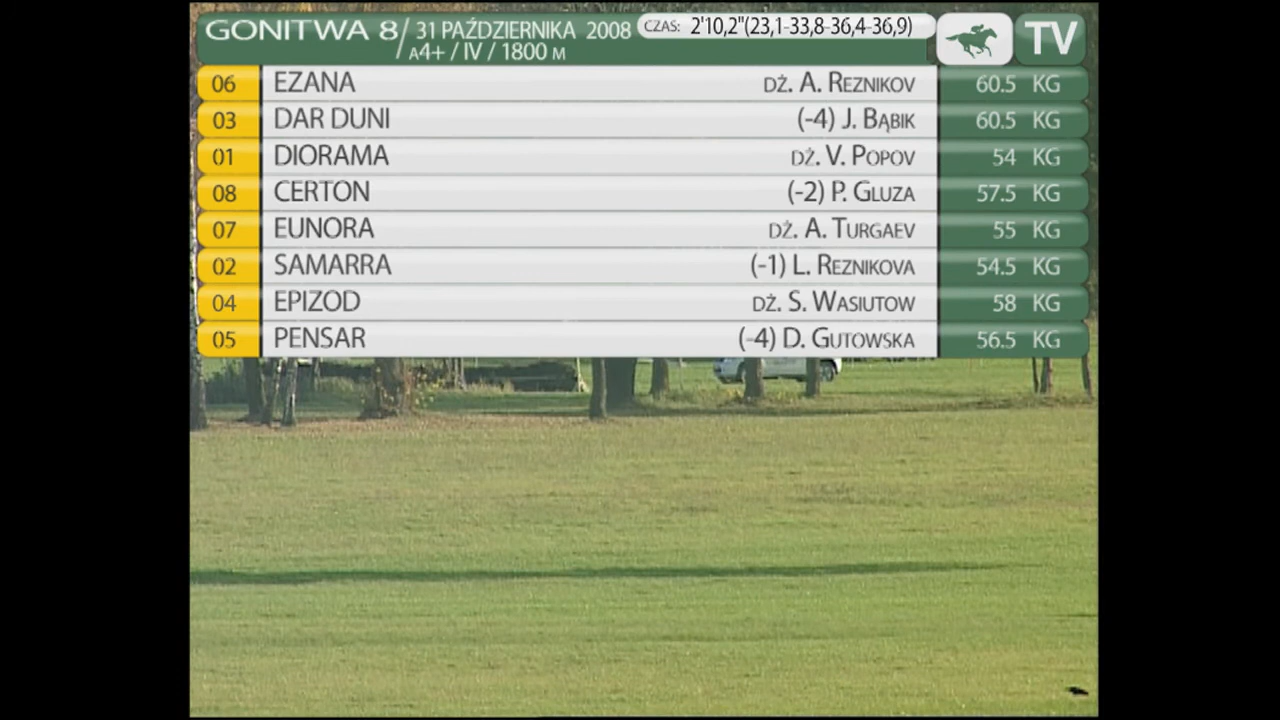 GONITWA 8/ 31 PAŹDZIERNIKA 2008 CZAS: 2'10,2"(23,1-33,8-36,4-36,9) TV
A4+ / IV / 1800 M
06 EZANA DŻ. A. REZNIKOV 60.5 KG
03 DAR DUNI (-4) J. BĄBIK 60.5 KG
01 DIORAMA DŻ. V. POPOV 54 KG
08 CERTON (-2) P. GLUZA 57.5 KG
07 EUNORA DŻ. A. TURGAEV 55 KG
02 SAMARRA (-1) L. REZNIKOVA 54.5 KG
04 EPIZOD DŻ. S. WASIUTOW 58 KG
05 PENSAR (-4) D. GUTOWSKA 56.5 KG